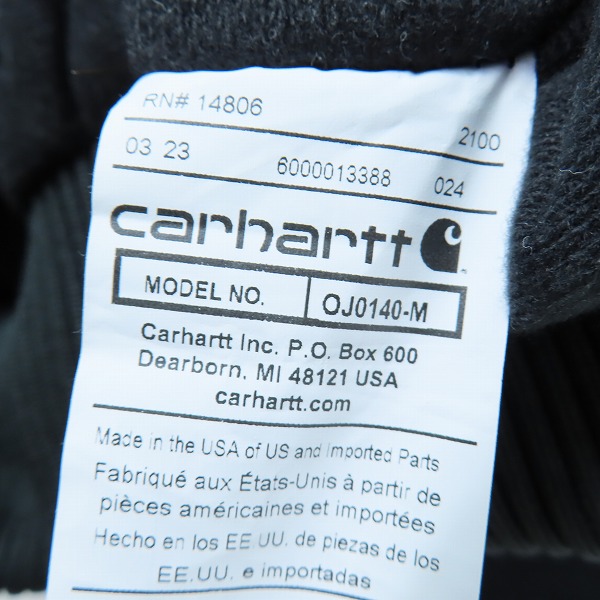 RN# 14806
2100
03 23 6000013388 024
carhartt
MODEL NO. OJ0140-M
Carhartt Inc. P.O. Box 600
Dearborn, MI 48121 USA
carhartt.com
Made in the USA of US and Imported Parts
Fabriqué aux États-Unis à partir de
pièces américaines et importées
Hecho en los EE.UU. de piezas de los
EE.UU. e importadas